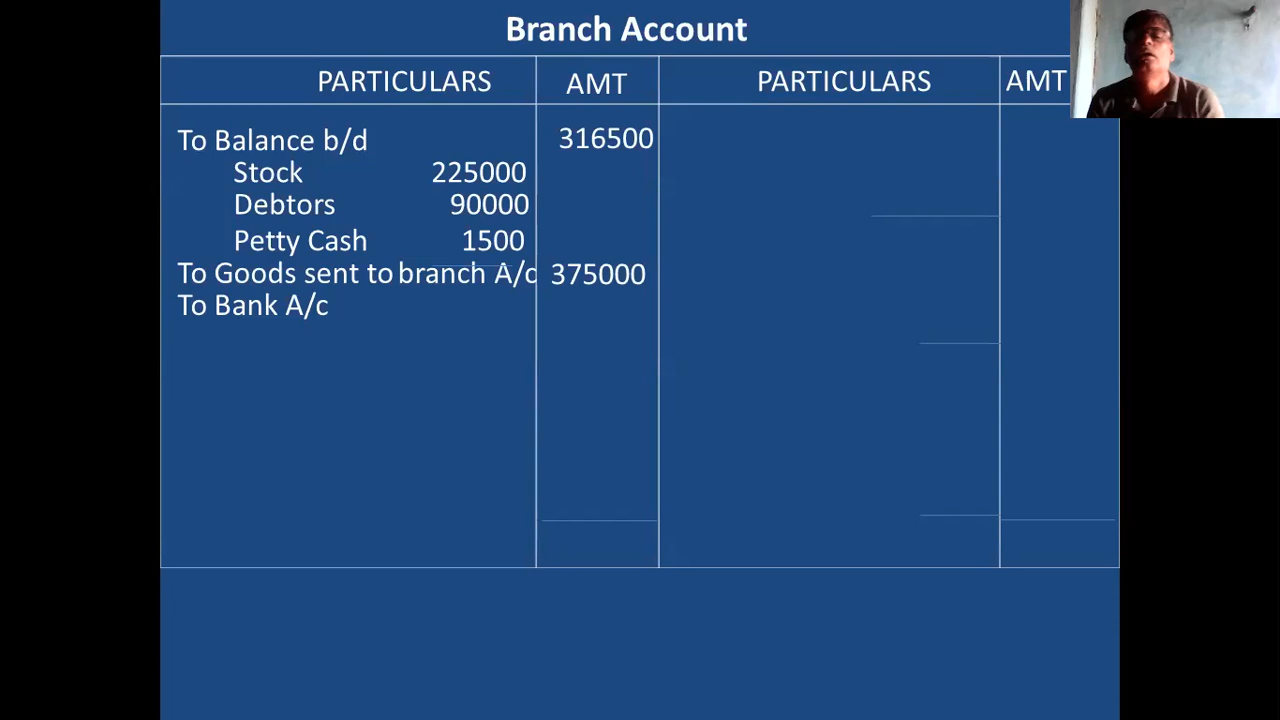 Branch Account
PARTICULARS AMT PARTICULARS AMT
To Balance b/d 316500
Stock 225000
Debtors 90000
Petty Cash 1500
To Goods sent to branch A/c 375000
To Bank A/c